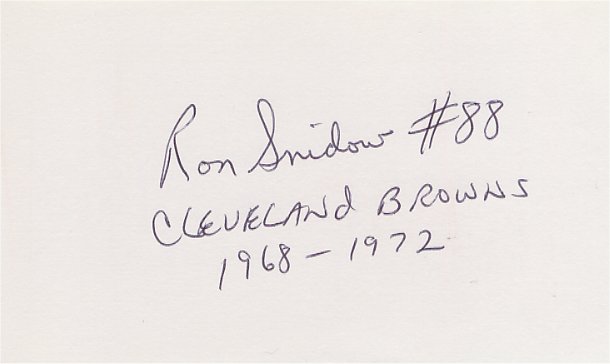 Ron Snidow #88
CLEVELANd BROWNS
1968 - 1972